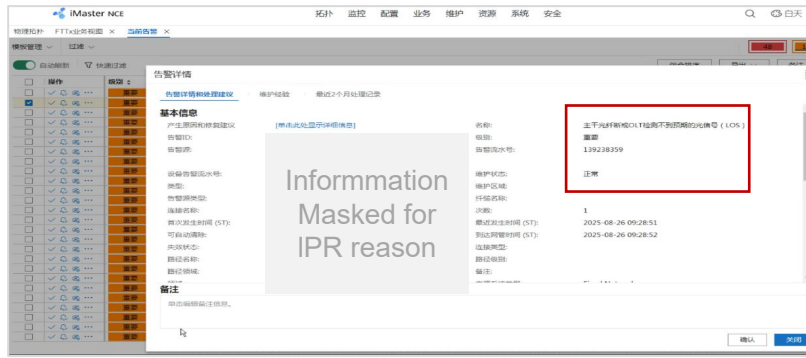 iMaster NCE
拓扑 监控 配置 业务 维护 资源 系统 安全
白天
物理拓扑 FTTx业务视图 × 当前告警 ×
模板管理 过滤
48
自动刷新 快速过滤
操作 级别
重要
告警详情
告警详情和处理建议 维护经验 最近2个月处理记录
基本信息
产生原因和修复建议 [单击此处显示详细信息] 名称: 主干光纤断或OLT检测不到预期的光信号(LOS)
告警ID: 级别: 重要
告警源: 告警流水号: 139238359
设备告警流水号: 维护状态: 正常
类型: 维护区域:
告警源类型: 纤缆名称:
连接名称: 次数: 1
首次发生时间 (ST): 最近发生时间 (ST): 2025-08-26 09:28:51
可自动清除: 到达网管时间 (ST): 2025-08-26 09:28:52
失效状态: 连接类型:
路径名称: 路径级别:
路径领域: 备注:
Informmation
Masked for
IPR reason
备注
单击编辑备注信息。
确认 关闭